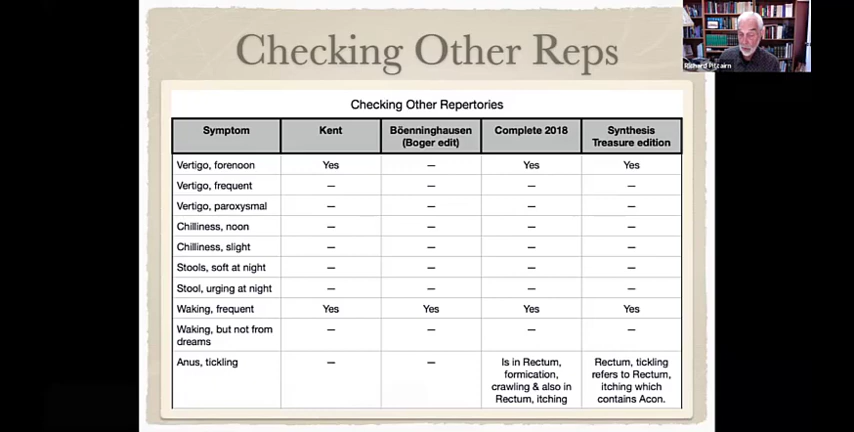 Checking Other Reps
Richard Pitcairn
Checking Other Repertories
Symptom Kent Böenninghausen (Boger edit) Complete 2018 Synthesis Treasure edition
Vertigo, forenoon Yes — Yes Yes
Vertigo, frequent — — — —
Vertigo, paroxysmal — — — —
Chilliness, noon — — — —
Chilliness, slight — — — —
Stools, soft at night — — — —
Stool, urging at night — — — —
Waking, frequent Yes Yes Yes Yes
Waking, but not from dreams — — — —
Anus, tickling — — Is in Rectum, formication, crawling & also in Rectum, itching Rectum, tickling refers to Rectum, itching which contains Acon.